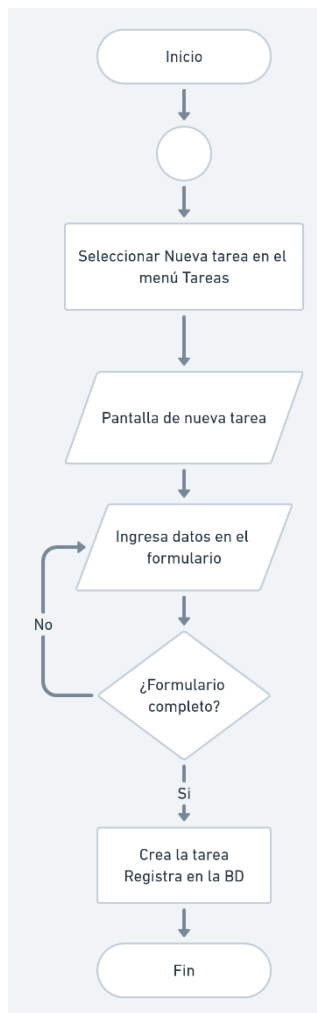 Inicio
Seleccionar Nueva tarea en el
menú Tareas
Pantalla de nueva tarea
Ingresa datos en el
formulario
No
¿Formulario
completo?
Si
Crea la tarea
Registra en la BD
Fin